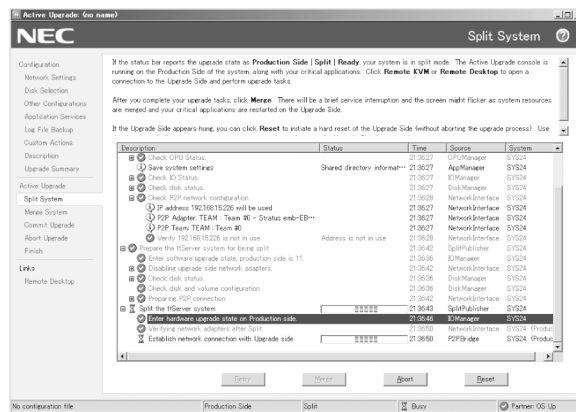 Active Upgrade: (no name)
NEC
Split System
Configuration
Network Settings
Disk Selection
Other Configurations
Application Services
Log File Backup
Custom Actions
Description
Upgrade Summary
Active Upgrade
Split System
Merge System
Commit Upgrade
Abort Upgrade
Finish
Links
Remote Desktop
If the status bar reports the upgrade state as Production Side | Split | Ready, your system is in split mode. The Active Upgrade console is
running on the Production Side of the system, along with your critical applications. Click Remote KVM or Remote Desktop to open a
connection to the Upgrade Side and perform upgrade tasks.
After you complete your upgrade tasks, click Merge. There will be a brief service interruption and the screen might flicker as system resources
are merged and your critical applications are restarted on the Upgrade Side.
If the Upgrade Side appears hung, you can click Reset to initiate a hard reset of the Upgrade Side (without aborting the upgrade process). Use
Description Status Time Source System
Check CPU Status. 21:36:27 CPUManager SYS24
Save system settings Shared directory informat… 21:36:27 AppManager SYS24
Check IO Status. 21:36:27 IOManager SYS24
Check disk status. 21:36:27 DiskManager SYS24
Check P2P network configuration 21:36:28 NetworkInterface SYS24
IP address 192.168.15.226 will be used 21:36:27 NetworkInterface SYS24
P2P Adapter: TEAM : Team #0 - Status emb-EB… 21:36:27 NetworkInterface SYS24
P2P Team: TEAM : Team #0 21:36:27 NetworkInterface SYS24
Verify 192.168.15.226 is not in use Address is not in use 21:36:28 NetworkInterface SYS24
Prepare the ftServer system for being split 21:36:42 SplitPublisher SYS24
Enter software upgrade state, production side is 11. 21:36:36 IOManager SYS24
Disabling upgrade side network adapters. 21:36:42 NetworkInterface SYS24
Check disk status. 21:36:36 DiskManager SYS24
Check disk and volume configuration. 21:36:36 DiskManager SYS24
Preparing P2P connection 21:36:42 NetworkInterface SYS24
Split the ftServer system 21:36:43 SplitPublisher SYS24
Enter hardware upgrade state on Production side. 21:36:46 IOManager SYS24
Verifying network adapters after Split. 21:36:50 NetworkInterface SYS24 (Produc
Establish network connection with Upgrade side 21:36:50 P2PBridge SYS24 (Produc
Retry Merge Abort Reset
No configuration file Production Side Split Busy Partner: OS Up